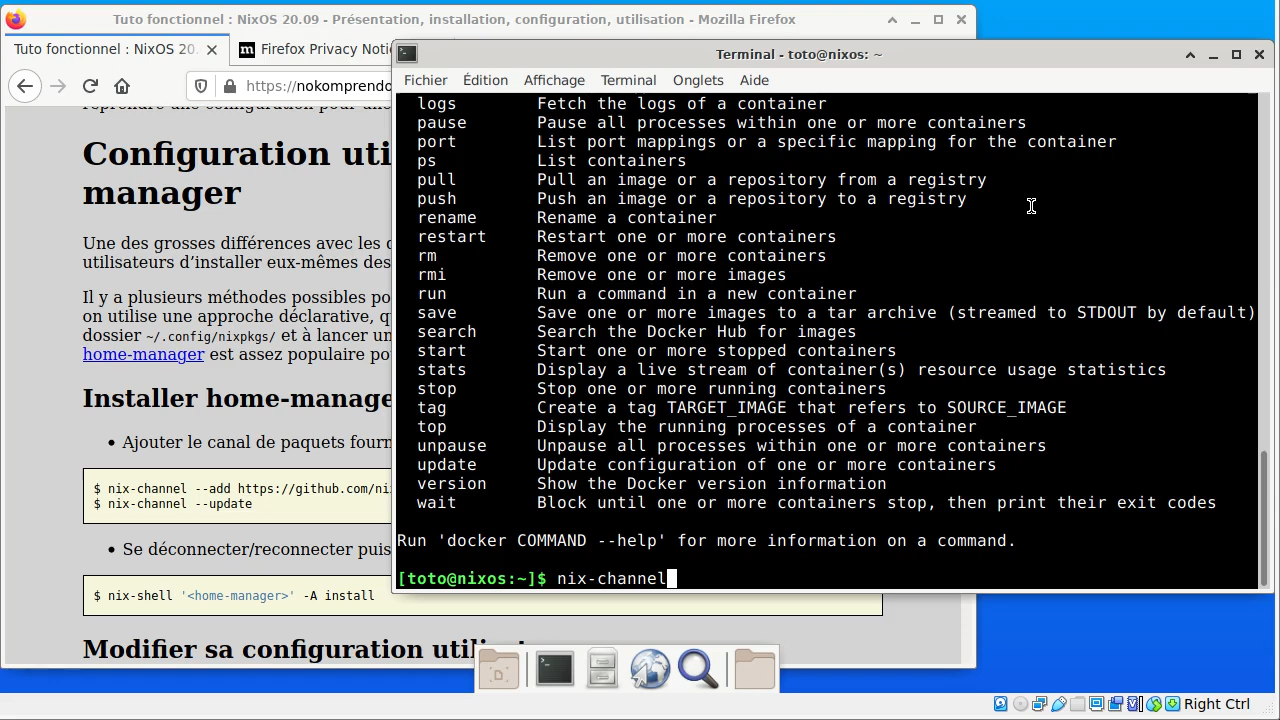 Tuto fonctionnel : NixOS 20.09 - Présentation, installation, configuration, utilisation - Mozilla Firefox
Tuto fonctionnel : NixOS 20.
Firefox Privacy Noti
https://nokomprendo
Configuration uti
manager
Une des grosses différences avec les
utilisateurs d’installer eux-mêmes des
Il y a plusieurs méthodes possibles po
on utilise une approche déclarative, q
dossier ~/.config/nixpkgs/ et à lancer un
home-manager est assez populaire po
Installer home-manage
• Ajouter le canal de paquets fourn
$ nix-channel --add https://github.com/ni
$ nix-channel --update
• Se déconnecter/reconnecter puis
$ nix-shell '<home-manager>' -A install
Modifier sa configuration
Terminal - toto@nixos: ~
Fichier Édition Affichage Terminal Onglets Aide
logs Fetch the logs of a container
pause Pause all processes within one or more containers
port List port mappings or a specific mapping for the container
ps List containers
pull Pull an image or a repository from a registry
push Push an image or a repository to a registry
rename Rename a container
restart Restart one or more containers
rm Remove one or more containers
rmi Remove one or more images
run Run a command in a new container
save Save one or more images to a tar archive (streamed to STDOUT by default)
search Search the Docker Hub for images
start Start one or more stopped containers
stats Display a live stream of container(s) resource usage statistics
stop Stop one or more running containers
tag Create a tag TARGET_IMAGE that refers to SOURCE_IMAGE
top Display the running processes of a container
unpause Unpause all processes within one or more containers
update Update configuration of one or more containers
version Show the Docker version information
wait Block until one or more containers stop, then print their exit codes
Run 'docker COMMAND --help' for more information on a command.
[toto@nixos:~]$ nix-channel
Right Ctrl